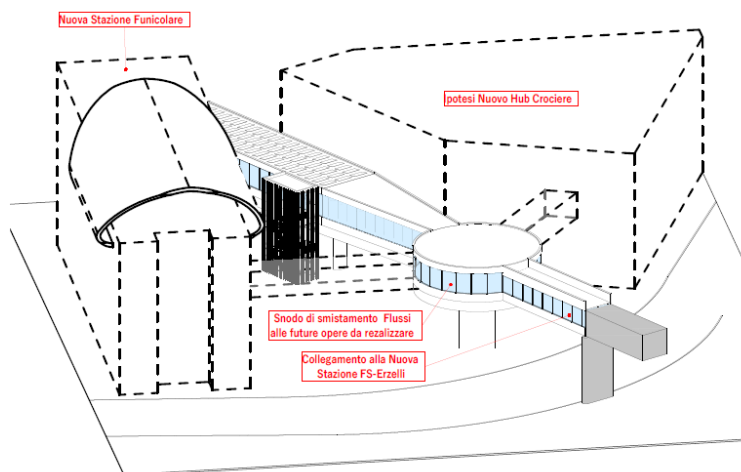 Nuova Stazione Funicolare
Ipotesi Nuovo Hub Crociere
Snodo di smistamento Flussi
alle future opere da rezalizzare
Collegamento alla Nuova
Stazione FS-Erzelli